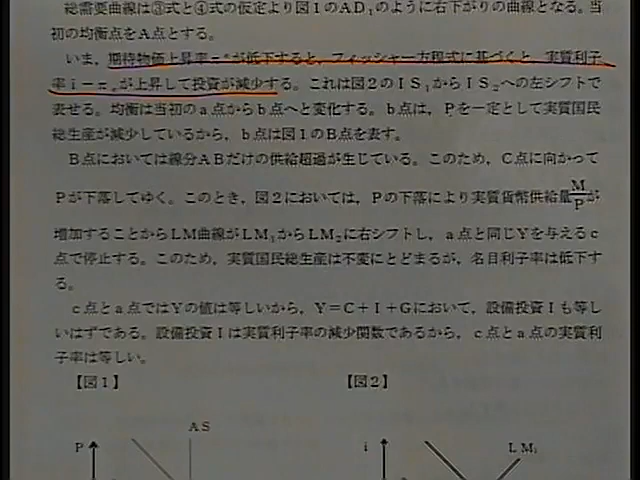 総需要曲線は③式と④式の仮定より図1のAD₁のように右下がりの曲線となる。当
初の均衡点をA点とする。
いま、期待物価上昇率πᵉが低下すると、フィッシャー方程式に基づくと、実質利子
率i－πₑが上昇して投資が減少する。これは図2のIS₁からIS₂への左シフトで
表せる。均衡は当初のa点からb点へと変化する。b点は、Pを一定として実質国民
総生産が減少しているから、b点は図1のB点を表す。
B点においては線分ABだけの供給超過が生じている。このため、C点に向かって
Pが下落してゆく。このとき、図2においては、Pの下落により実質貨幣供給量M/Pが
増加することからLM曲線がLM₁からLM₂に右シフトし、a点と同じYを与えるc
点で停止する。このため、実質国民総生産は不変にとどまるが、名目利子率は低下す
る。
c点とa点ではYの値は等しいから、Y＝C＋I＋Gにおいて、設備投資Iも等し
いはずである。設備投資Iは実質利子率の減少関数であるから、c点とa点の実質利
子率は等しい。
【図1】 【図2】
AS
P i LM₁